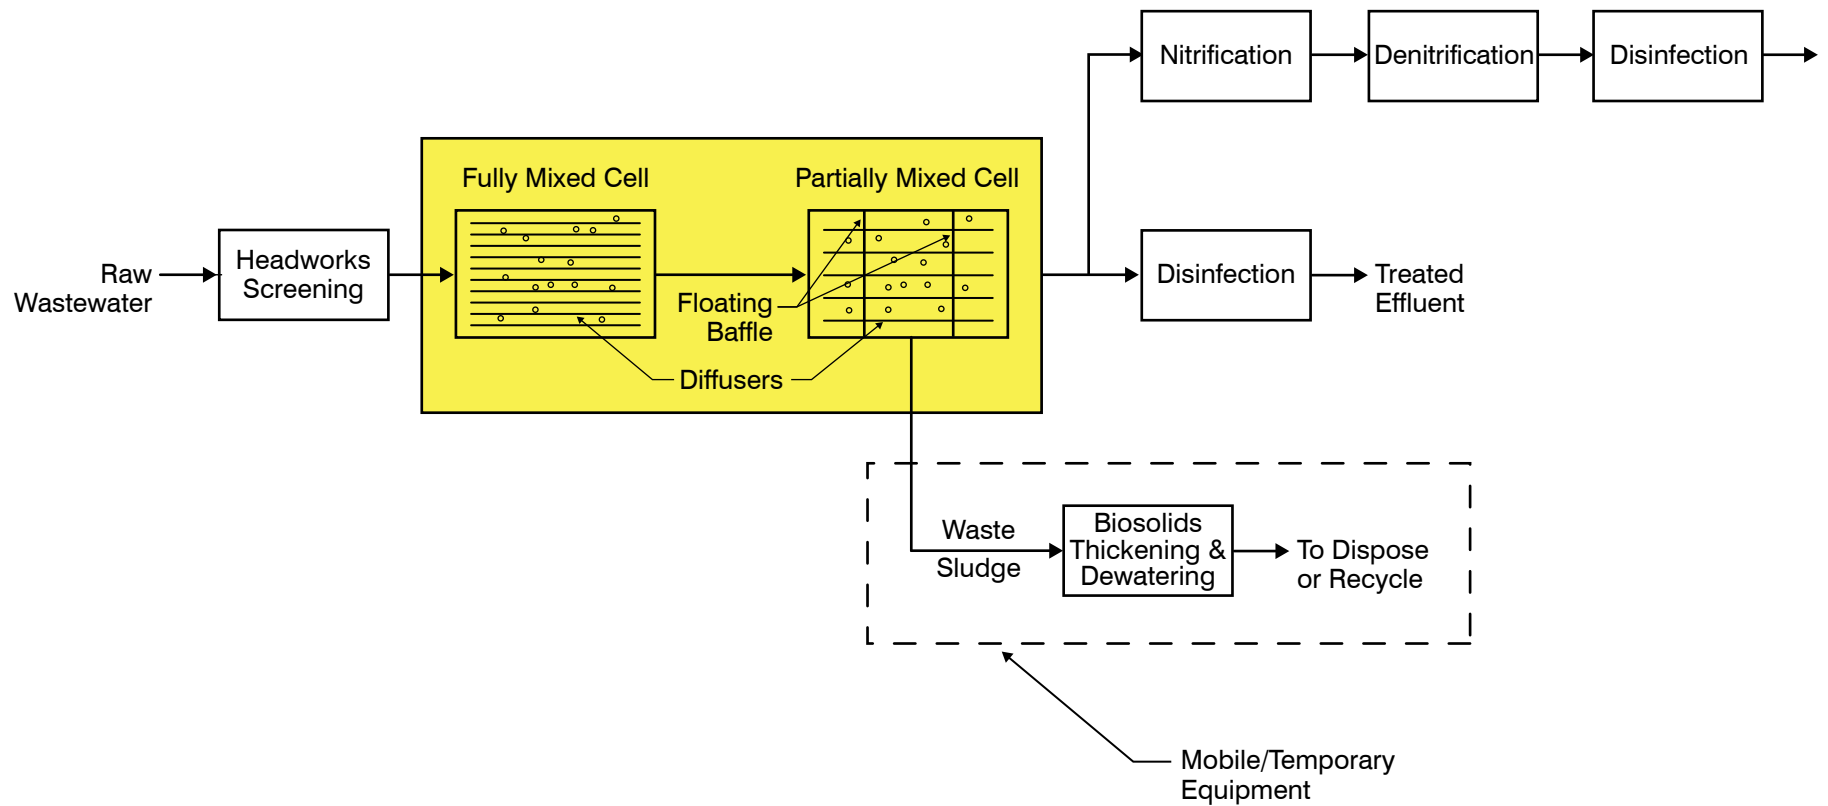 Nitrification
Denitrification
Disinfection
Fully Mixed Cell
Partially Mixed Cell
Raw
Wastewater
Headworks
Screening
Floating
Baffle
Diffusers
Disinfection
Treated
Effluent
Waste
Sludge
Biosolids
Thickening &
Dewatering
To Dispose
or Recycle
Mobile/Temporary
Equipment